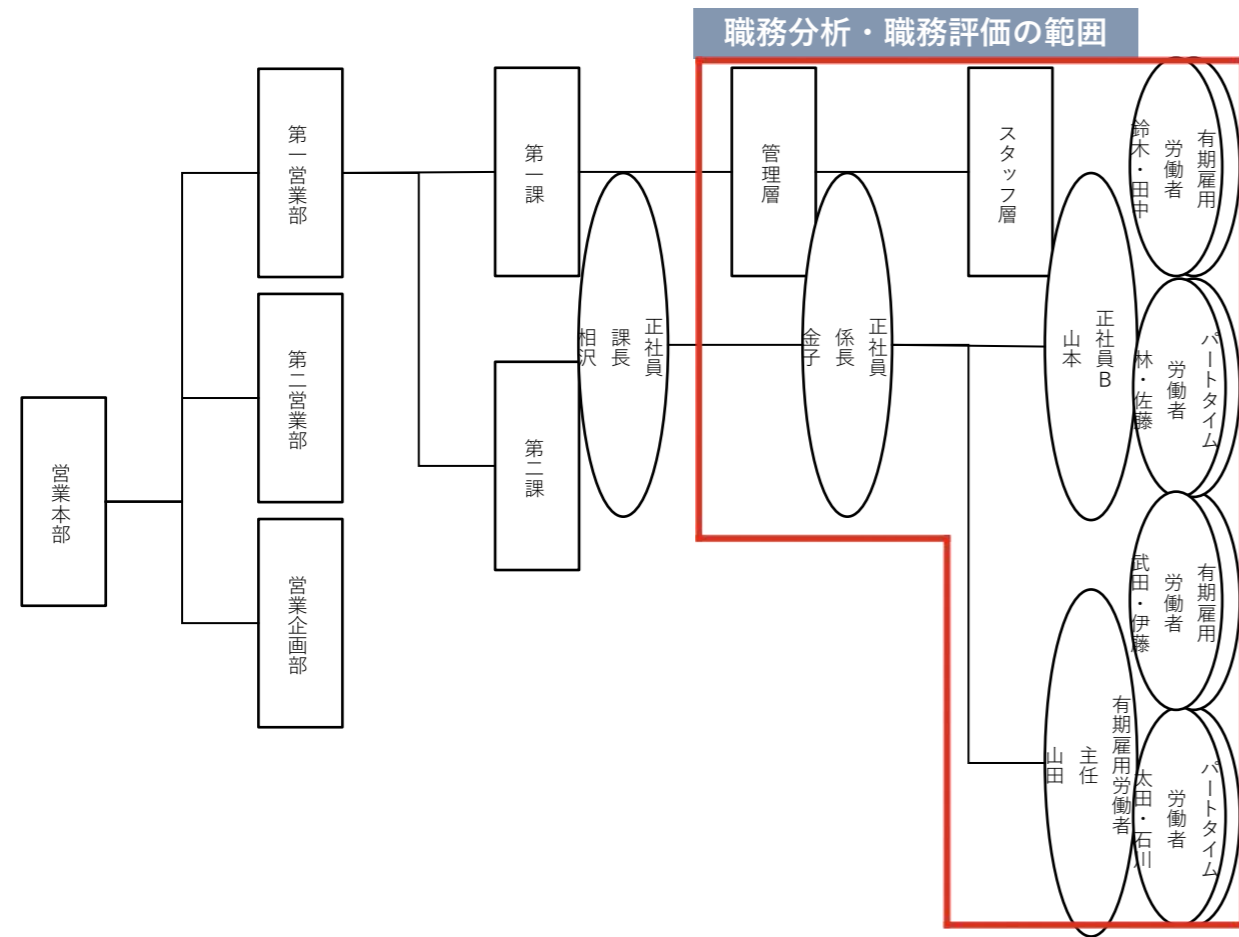 職務分析・職務評価の範囲
営業本部
第一営業部
第二営業部
営業企画部
第一課
第二課
正社員
課長
相沢
管理層
正社員
係長
金子
スタッフ層
正社員B
山本
有期雇用労働者
主任
山田
有期雇用
労働者
鈴木・田中
パートタイム
労働者
林・佐藤
有期雇用
労働者
武田・伊藤
パートタイム
労働者
太田・石川